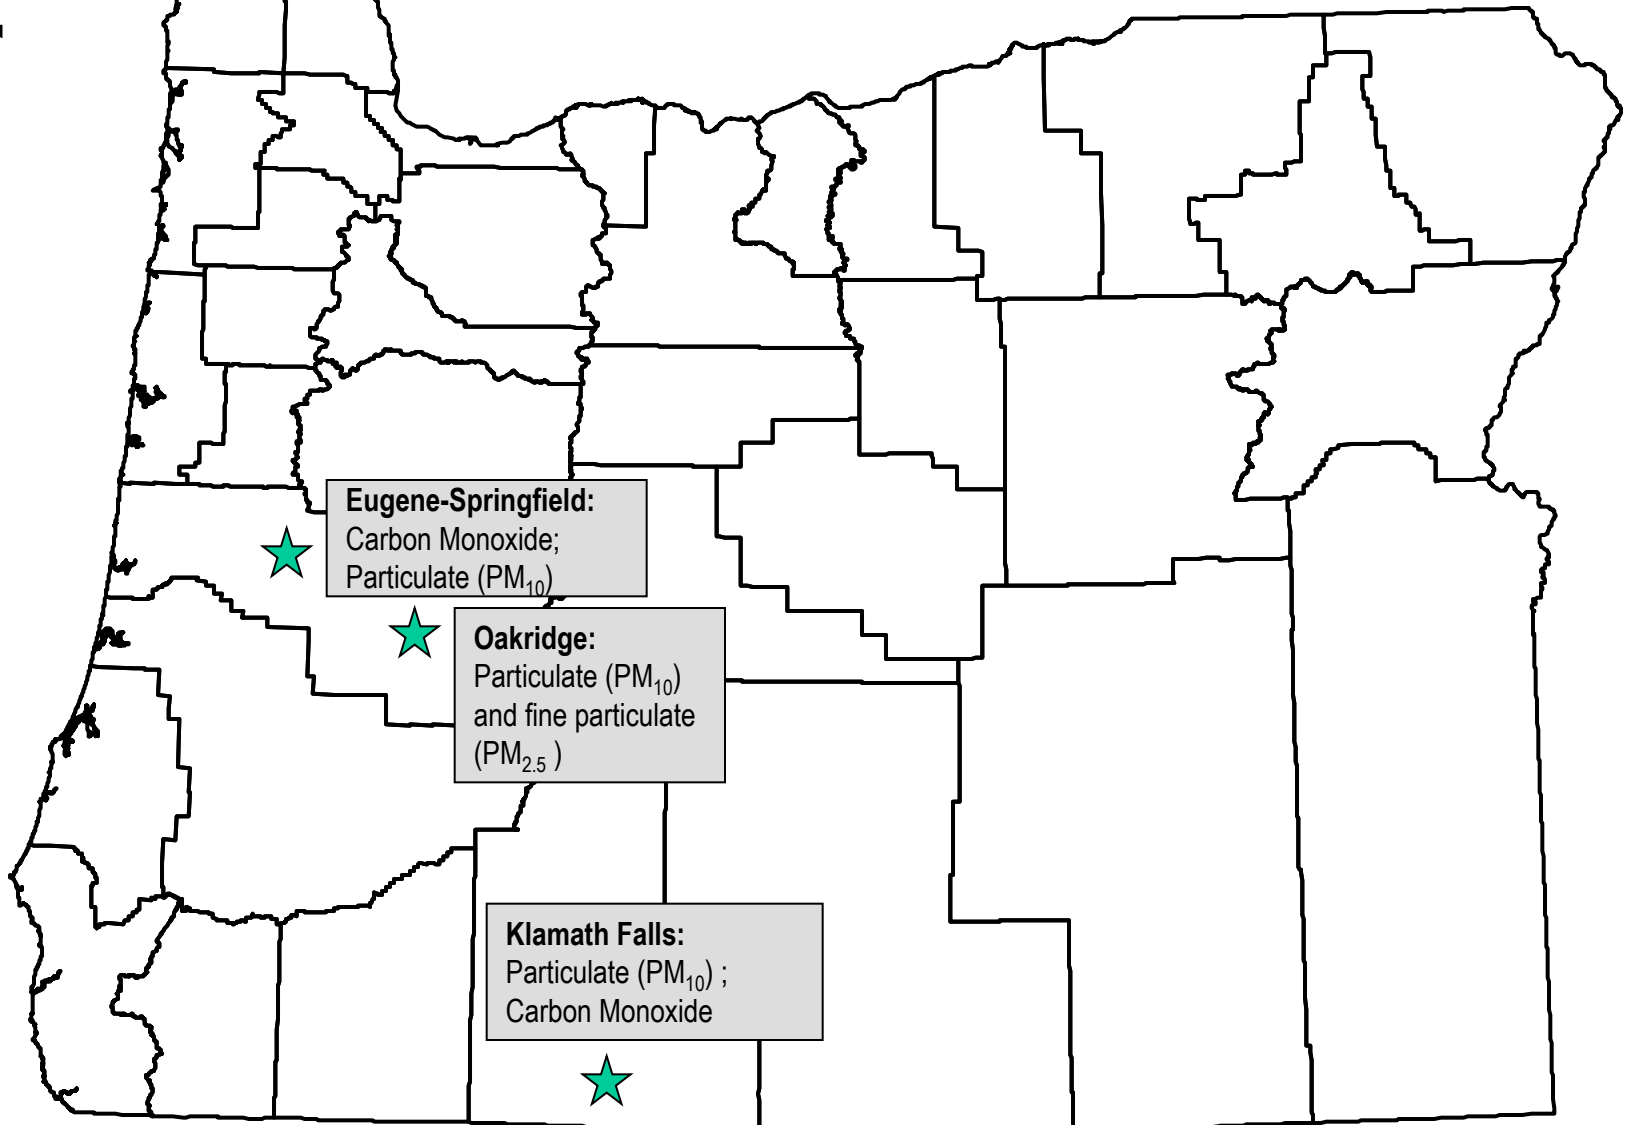 Eugene-Springfield:
Carbon Monoxide;
Particulate (PM₁₀)
Oakridge:
Particulate (PM₁₀)
and fine particulate
(PM₂.₅ )
Klamath Falls:
Particulate (PM₁₀) ;
Carbon Monoxide